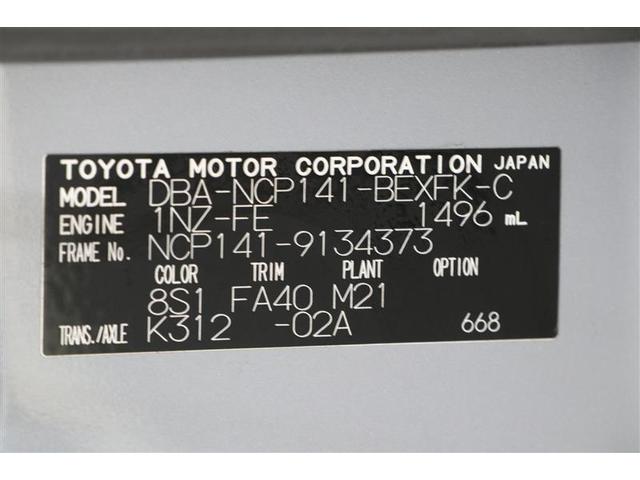 TOYOTA MOTOR CORPORATION JAPAN
MODEL DBA-NCP141-BEXFK-C
ENGINE 1NZ-FE 1496 mL
FRAME No. NCP141-9134373
COLOR TRIM PLANT OPTION
8S1 FA40 M21
TRANS./AXLE K312 -02A 668